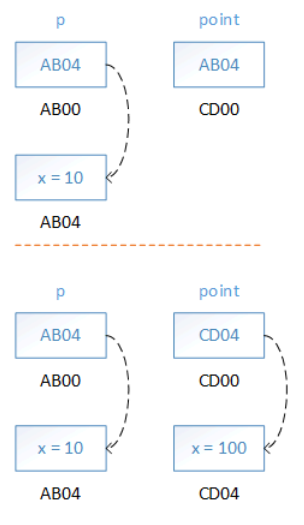 p point
AB04 AB04
AB00 CD00
x = 10
AB04
p point
AB04 CD04
AB00 CD00
x = 10 x = 100
AB04 CD04